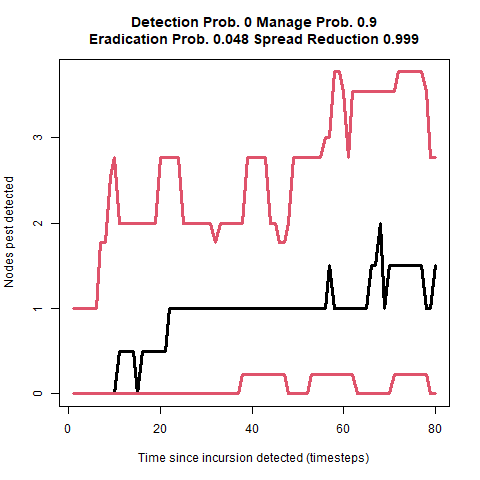 Detection Prob. 0 Manage Prob. 0.9
Eradication Prob. 0.048 Spread Reduction 0.999
Nodes pest detected
3
2
1
0
0
20
40
60
80
Time since incursion detected (timesteps)